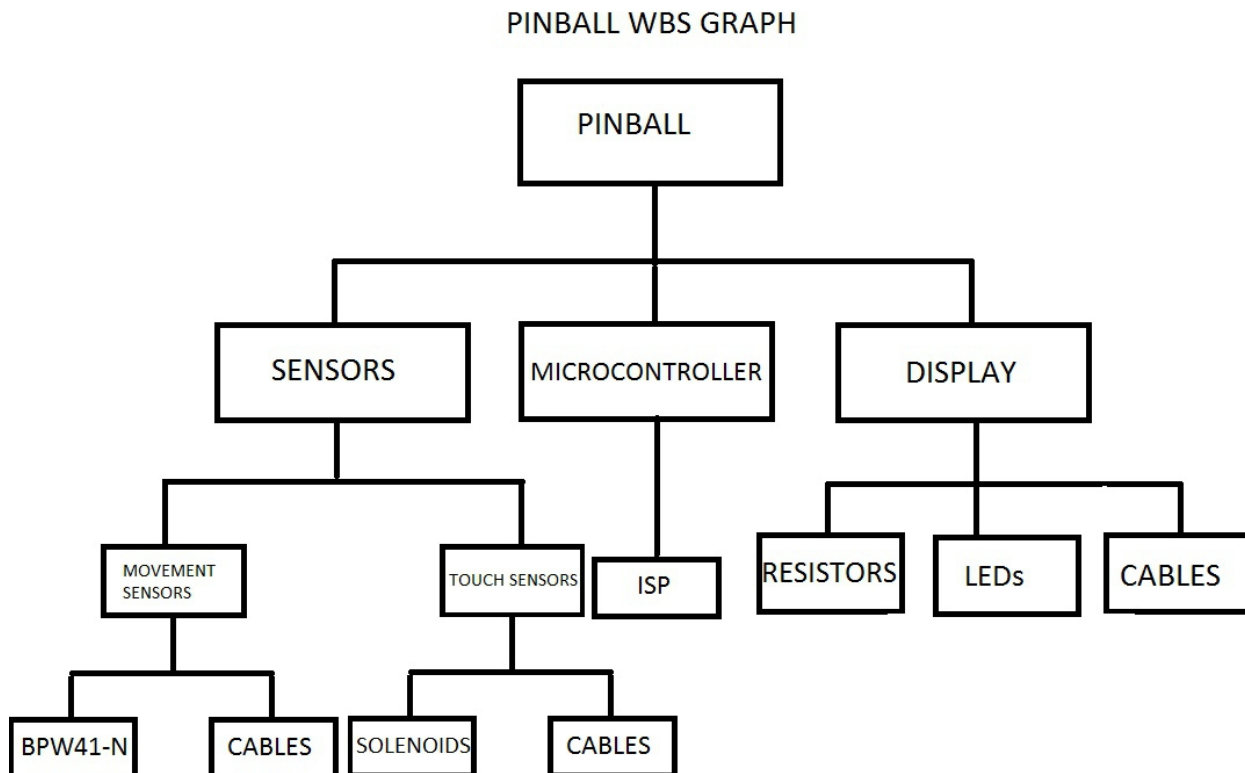 PINBALL WBS GRAPH
PINBALL
SENSORS
MICROCONTROLLER
DISPLAY
MOVEMENT
SENSORS
TOUCH SENSORS
ISP
RESISTORS
LEDs
CABLES
BPW41-N
CABLES
SOLENOIDS
CABLES